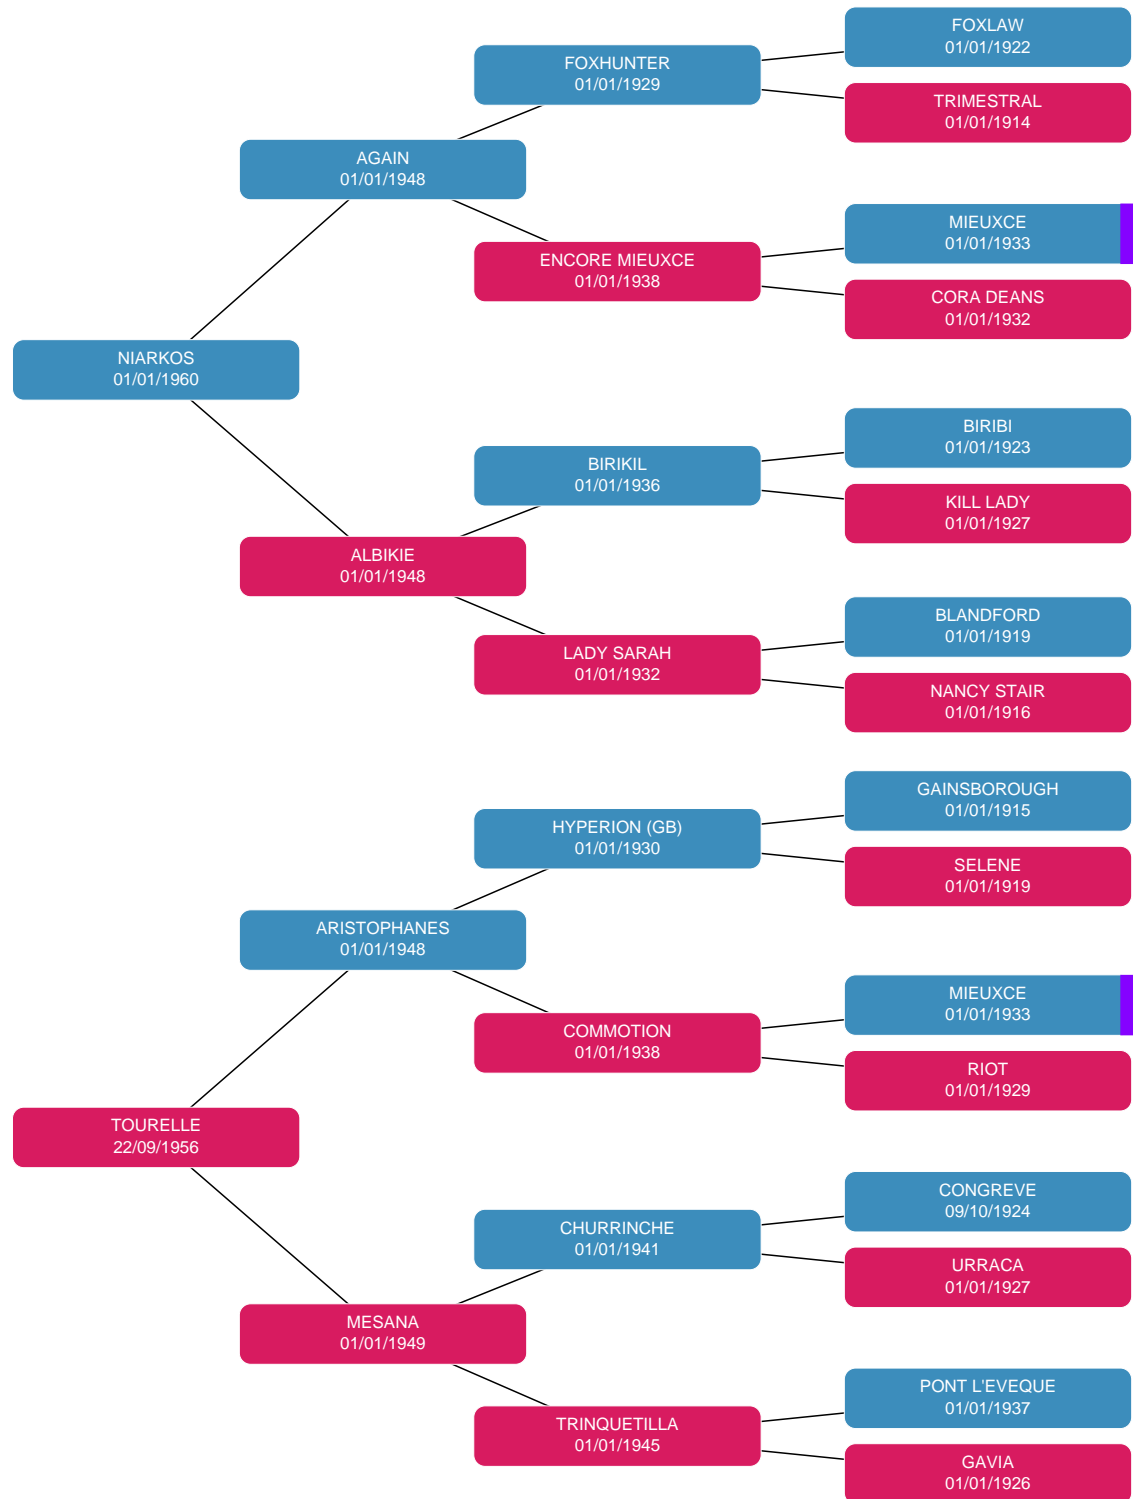 FOXLAW
01/01/1922
FOXHUNTER
01/01/1929
TRIMESTRAL
01/01/1914
AGAIN
01/01/1948
MIEUXCE
01/01/1933
ENCORE MIEUXCE
01/01/1938
CORA DEANS
01/01/1932
NIARKOS
01/01/1960
BIRIBI
01/01/1923
BIRIKIL
01/01/1936
KILL LADY
01/01/1927
ALBIKIE
01/01/1948
BLANDFORD
01/01/1919
LADY SARAH
01/01/1932
NANCY STAIR
01/01/1916
GAINSBOROUGH
01/01/1915
HYPERION (GB)
01/01/1930
SELENE
01/01/1919
ARISTOPHANES
01/01/1948
MIEUXCE
01/01/1933
COMMOTION
01/01/1938
RIOT
01/01/1929
TOURELLE
22/09/1956
CONGREVE
09/10/1924
CHURRINCHE
01/01/1941
URRACA
01/01/1927
MESANA
01/01/1949
PONT L'EVEQUE
01/01/1937
TRINQUETILLA
01/01/1945
GAVIA
01/01/1926